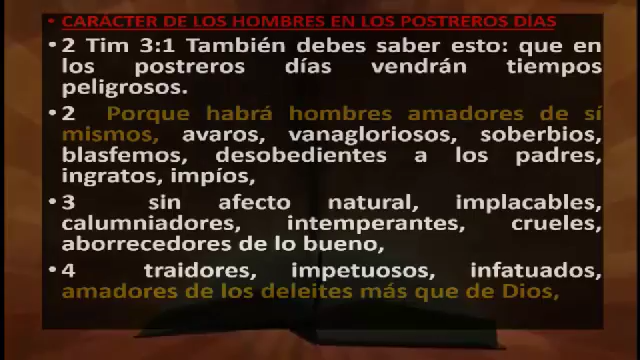 • CARÁCTER DE LOS HOMBRES EN LOS POSTREROS DÍAS
• 2 Tim 3:1 También debes saber esto: que en
los postreros días vendrán tiempos
peligrosos.
• 2 Porque habrá hombres amadores de sí
mismos, avaros, vanagloriosos, soberbios,
blasfemos, desobedientes a los padres,
ingratos, impíos,
• 3 sin afecto natural, implacables,
calumniadores, intemperantes, crueles,
aborrecedores de lo bueno,
• 4 traidores, impetuosos, infatuados,
amadores de los deleites más que de Dios,